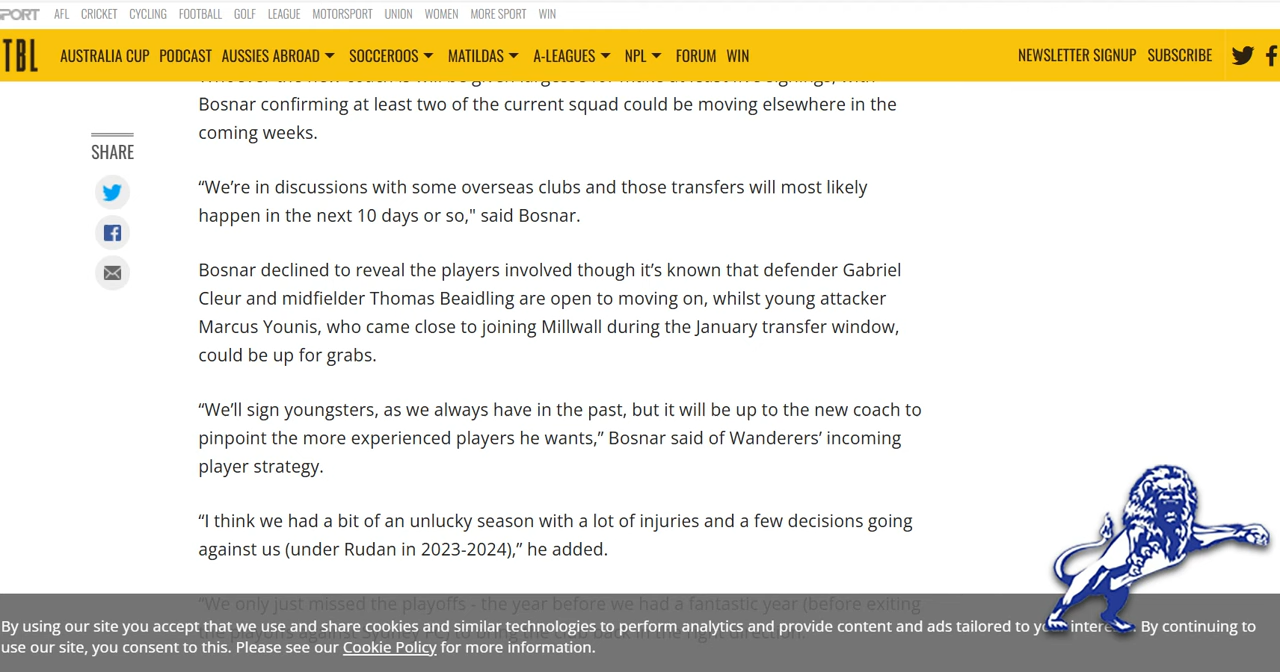 SPORT AFL CRICKET CYCLING FOOTBALL GOLF LEAGUE MOTORSPORT UNION WOMEN MORE SPORT WIN
TBL AUSTRALIA CUP PODCAST AUSSIES ABROAD SOCCEROOS MATILDAS A-LEAGUES NPL FORUM WIN NEWSLETTER SIGNUP SUBSCRIBE
Bosnar confirming at least two of the current squad could be moving elsewhere in the
coming weeks.
SHARE
“We’re in discussions with some overseas clubs and those transfers will most likely
happen in the next 10 days or so," said Bosnar.
Bosnar declined to reveal the players involved though it’s known that defender Gabriel
Cleur and midfielder Thomas Beaidling are open to moving on, whilst young attacker
Marcus Younis, who came close to joining Millwall during the January transfer window,
could be up for grabs.
“We’ll sign youngsters, as we always have in the past, but it will be up to the new coach to
pinpoint the more experienced players he wants,” Bosnar said of Wanderers’ incoming
player strategy.
“I think we had a bit of an unlucky season with a lot of injuries and a few decisions going
against us (under Rudan in 2023-2024),” he added.
“We only just missed the playoffs - the year before we had a fantastic year (before exiting
By using our site you accept that we use and share cookies and similar technologies to perform analytics and provide content and ads tailored to By continuing to
use our site, you consent to this. Please see our Cookie Policy for more information.